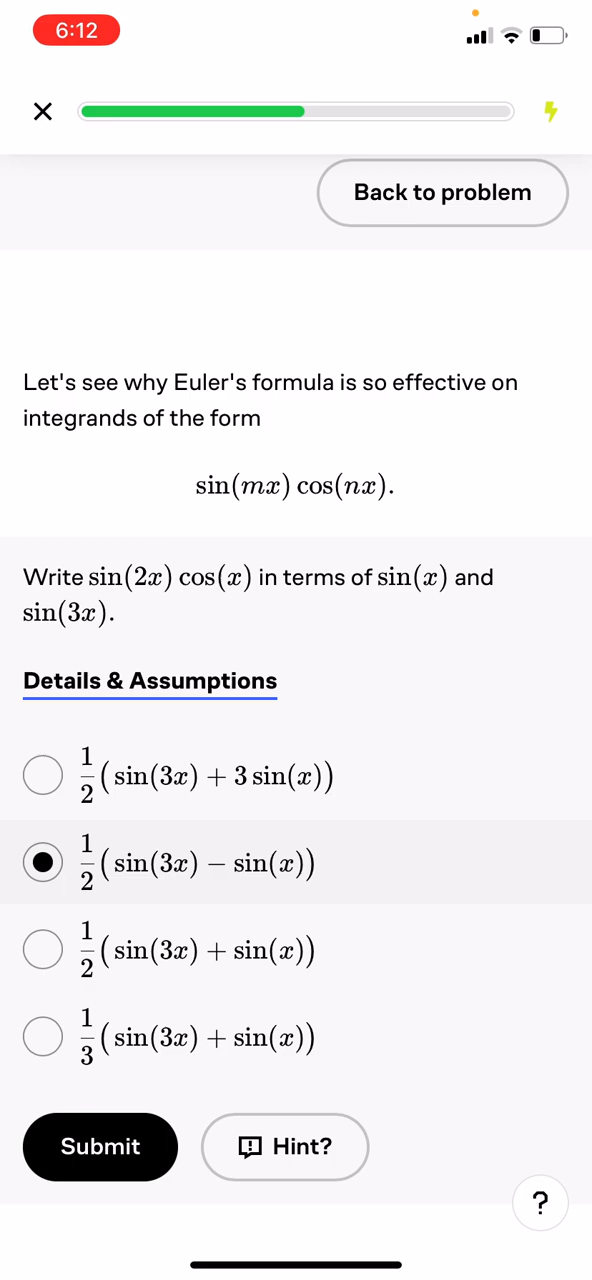 6:12
Back to problem
Let's see why Euler's formula is so effective on
integrands of the form
sin(mx) cos(nx).
Write sin(2x) cos(x) in terms of sin(x) and
sin(3x).
Details & Assumptions
1/2(sin(3x) + 3 sin(x))
1/2(sin(3x) − sin(x))
1/2(sin(3x) + sin(x))
1/3(sin(3x) + sin(x))
Submit
Hint?
?